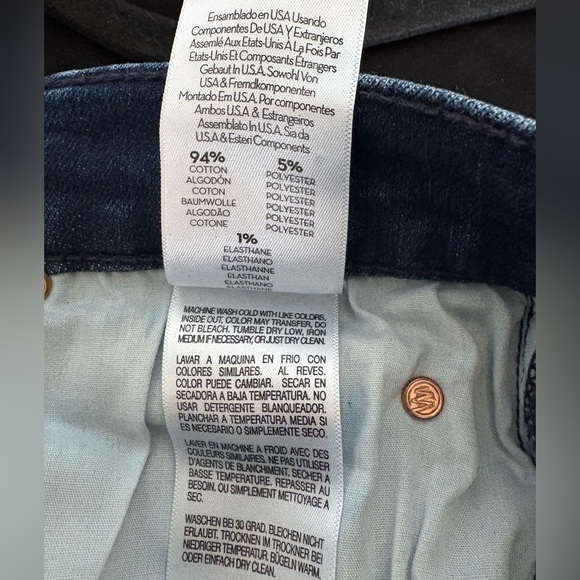 Ensamblado en USA Usando
Componentes De USA Y Extranjeros
Assemlé Aux Etats-Unis À La Fois Par
Etats-Unis Et Composants Etrangers
Gebaut In U.S.A. Sowohl Von
USA & Fremdkomponenten
Montado Em U.S.A. Por componentes
Ambos U.S.A & Estrangeiros
Assemblato In U.S.A. Sia da
U.S.A & Esteri Componenti
94%
COTTON
ALGODÓN
COTON
BAUMWOLLE
ALGODÃO
COTONE
5%
POLYESTER
POLYESTER
POLYESTER
POLYESTER
POLYESTER
POLYESTER
1%
ELASTHANE
ELASTHANO
ELASTHANNE
ELASTHAN
ELASTHANO
MACHINE WASH COLD WITH LIKE COLORS,
INSIDE OUT, COLOR MAY TRANSFER, DO
NOT BLEACH. TUMBLE DRY LOW, IRON
MEDIUM IF NECESSARY, OR JUST DRY CLEAN.
LAVAR A MAQUINA EN FRIO CON
COLORES SIMILARES. AL REVES.
COLOR PUEDE CAMBIAR. SECAR EN
SECADORA A BAJA TEMPERATURA. NO
USAR DETERGENTE BLANQUEADOR.
PLANCHAR A TEMPERATURA MEDIA SI
ES NECESARIO O SIMPLEMENTE SECO.
LAVER EN MACHINE A FROID AVEC DES
COULEURS SIMILAIRES. NE PAS UTILISER
D'AGENTS DE BLANCHIMENT. SECHER A
BASSE TEMPERATURE. REPASSER AU
BESOIN. OU SIMPLEMENT METTOYAGE A
SEC.
WASCHEN BEI 30 GRAD. BLEICHEN NICHT
ERLAUBT. TROCKNEN IM TROCKNER BEI
NIEDRIGER TEMPERATUR. BÜGELN WARM
ODER EINFACH DRY CLEAN.